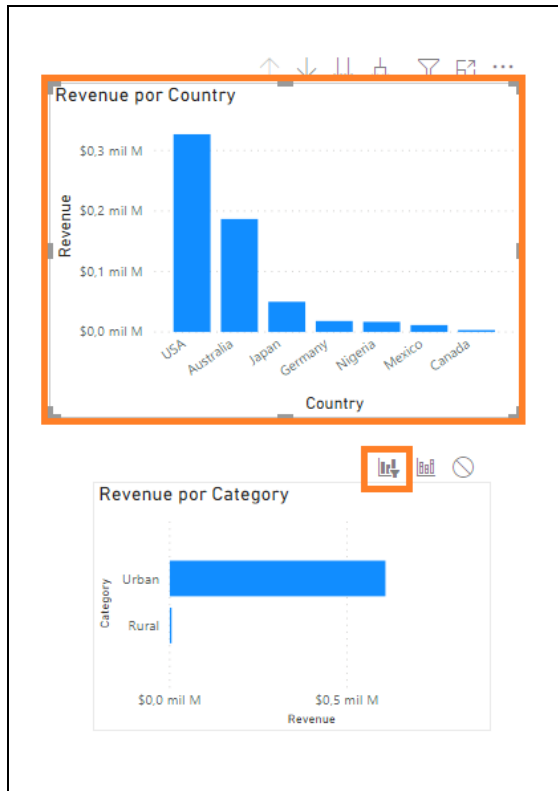 Revenue por Country
$0,3 mil M
$0,2 mil M
$0,1 mil M
$0,0 mil M
Revenue
USA
Australia
Japan
Germany
Nigeria
Mexico
Canada
Country
Revenue por Category
Category
Urban
Rural
$0,0 mil M
$0,5 mil M
Revenue